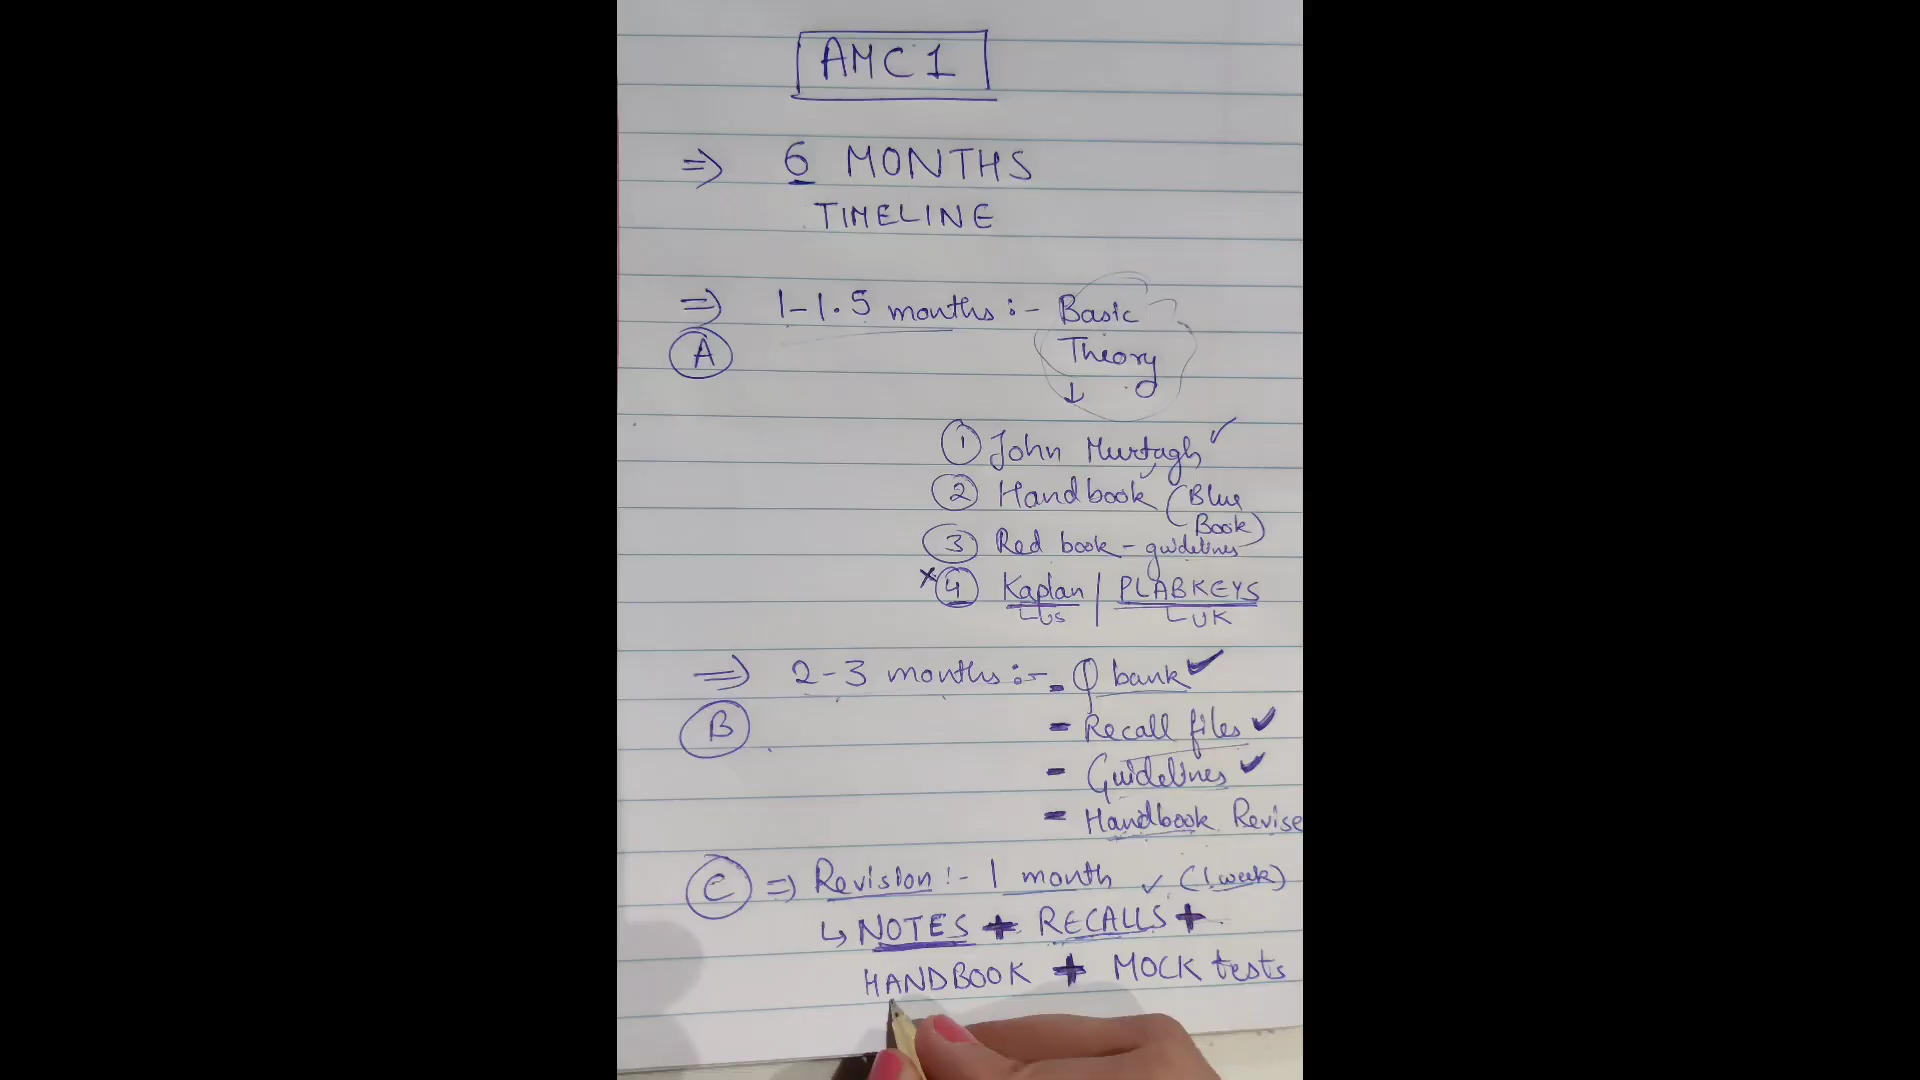 AMC 1
⇒ 6 MONTHS
TIMELINE
⇒ 1-1.5 months :- Basic
A Theory
↓
1 John Murtagh ✓
2 Handbook (Blue
Book)
3 Red book - guidelines
x 4 Kaplan | PLABKEYS
US UK
⇒ 2-3 months :- - Q bank ✓
B - Recall files ✓
- Guidelines ✓
- Handbook Revise
C ⇒ Revision :- 1 month ✓ (1 week)
↳ NOTES + RECALLS +
HANDBOOK + MOCK tests